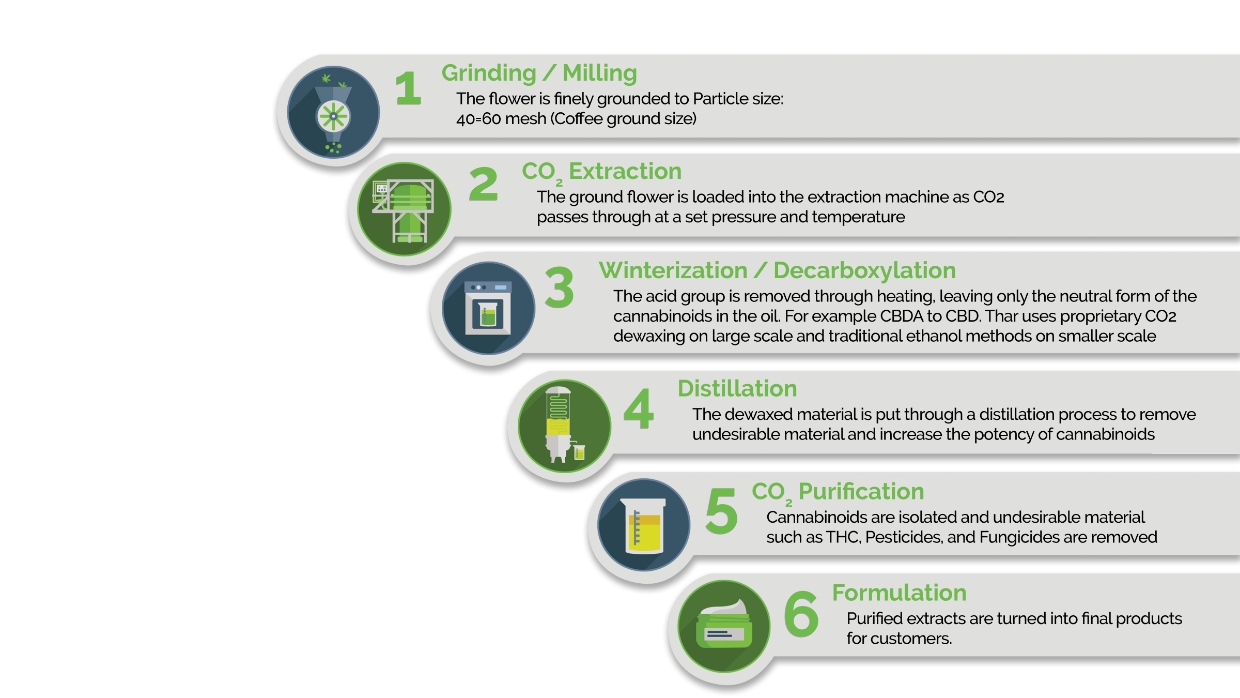 1
Grinding / Milling
The flower is finely grounded to Particle size:
40=60 mesh (Coffee ground size)
2
CO2 Extraction
The ground flower is loaded into the extraction machine as CO2
passes through at a set pressure and temperature
3
Winterization / Decarboxylation
The acid group is removed through heating, leaving only the neutral form of the
cannabinoids in the oil. For example CBDA to CBD. Thar uses proprietary CO2
dewaxing on large scale and traditional ethanol methods on smaller scale
4
Distillation
The dewaxed material is put through a distillation process to remove
undesirable material and increase the potency of cannabinoids
5
CO2 Purification
Cannabinoids are isolated and undesirable material
such as THC, Pesticides, and Fungicides are removed
6
Formulation
Purified extracts are turned into final products
for customers.